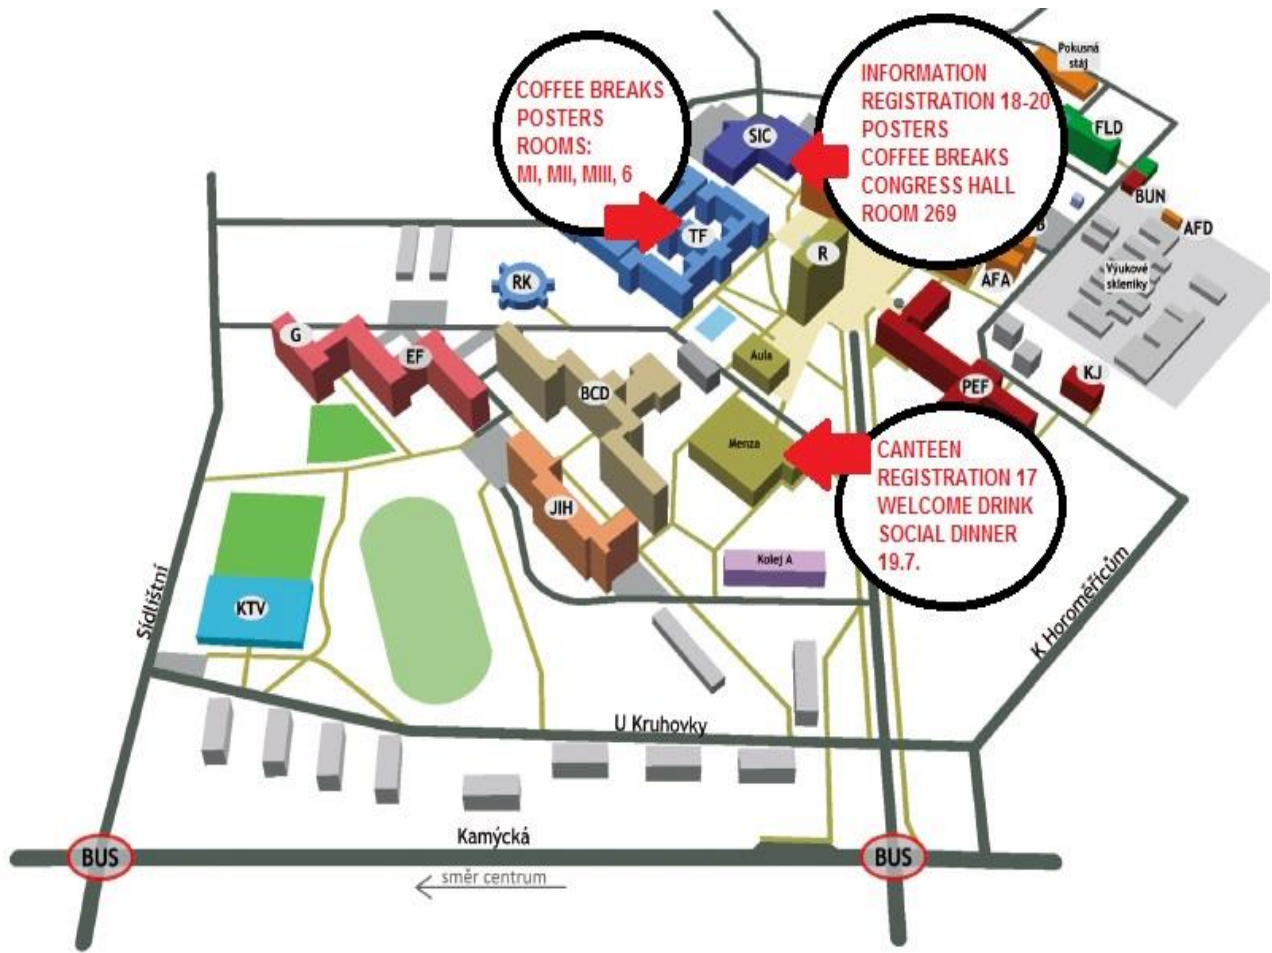 Pokusná
stáj
COFFEE BREAKS
POSTERS
ROOMS:
MI, MII, MIII, 6
INFORMATION
REGISTRATION 18-20
POSTERS
COFFEE BREAKS
CONGRESS HALL
ROOM 269
SIC
FLD
BUN
AFD
B
TF
R
AFA
Výukové
skleníky
RK
G
EF
Aula
KJ
PEF
BCD
Menza
CANTEEN
REGISTRATION 17
WELCOME DRINK
SOCIAL DINNER
19.7.
JIH
Kolej A
KTV
Sídlištní
K Horoměřicům
U Kruhovky
Kamýcká
BUS
BUS
směr centrum